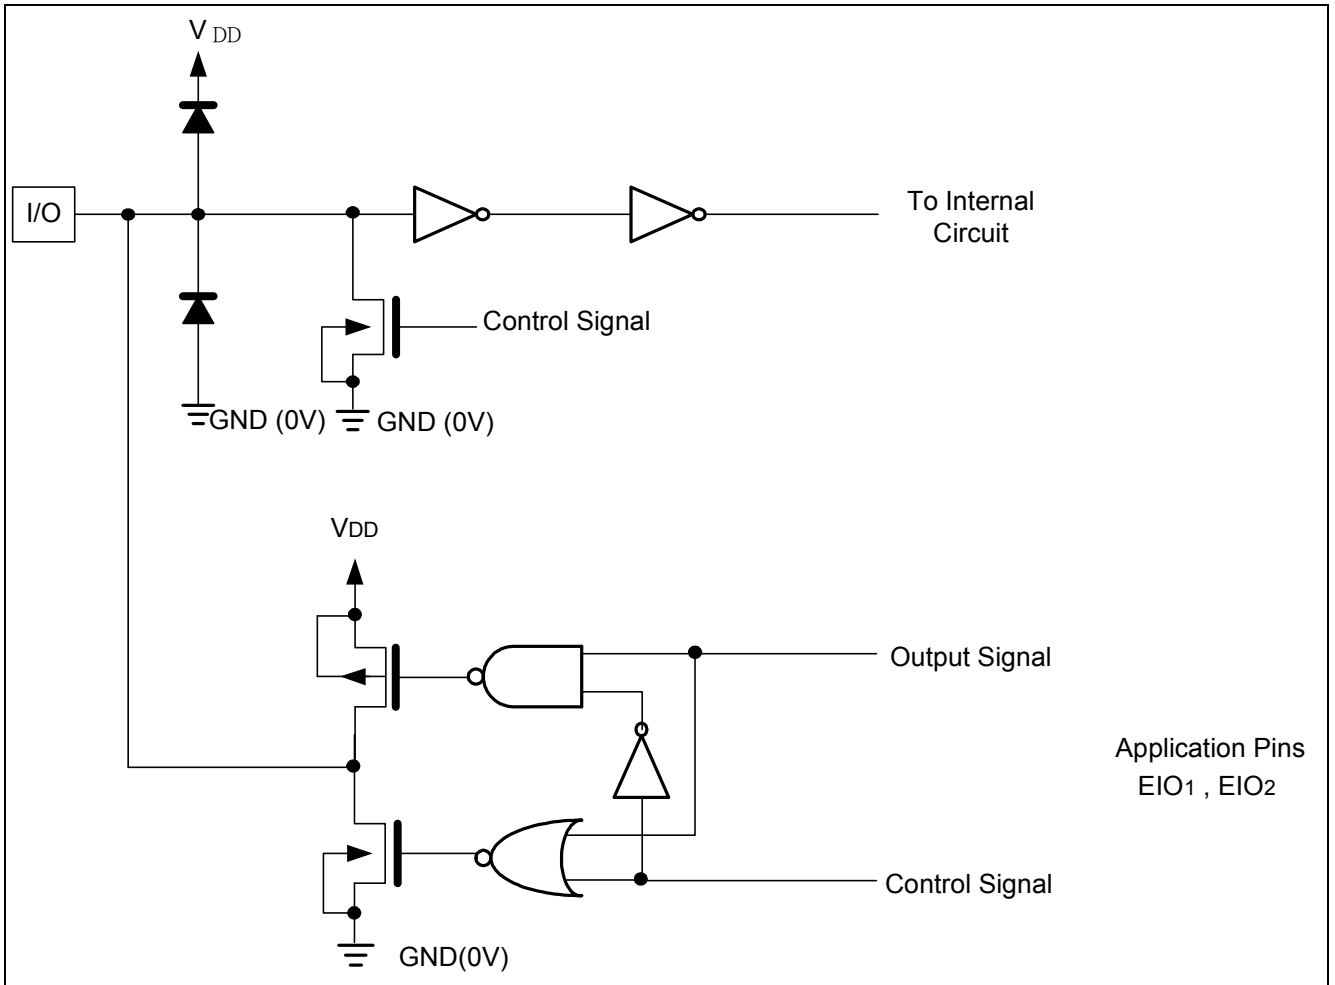 V DD
I/O
To Internal
Circuit
Control Signal
GND (0V)
GND (0V)
VDD
Output Signal
Application Pins
EIO1 , EIO2
Control Signal
GND(0V)